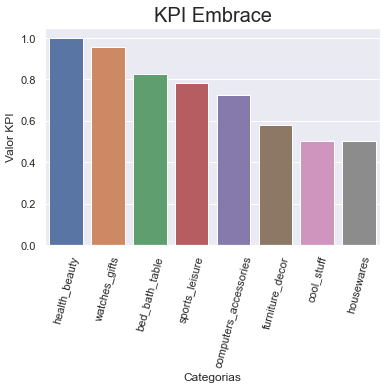 KPI Embrace
Valor KPI
1.0
0.8
0.6
0.4
0.2
0.0
health_beauty
watches_gifts
bed_bath_table
sports_leisure
computers_accessories
furniture_decor
cool_stuff
housewares
Categorias